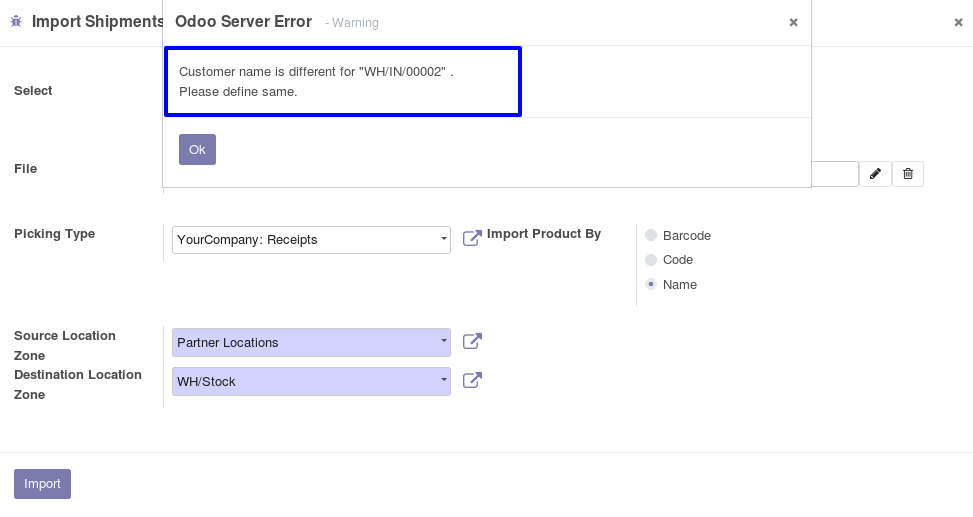 Import Shipments
Odoo Server Error - Warning
Customer name is different for "WH/IN/00002" .
Please define same.
Ok
Select
File
Picking Type
YourCompany: Receipts
Import Product By
Barcode
Code
Name
Source Location
Zone
Partner Locations
Destination Location
Zone
WH/Stock
Import